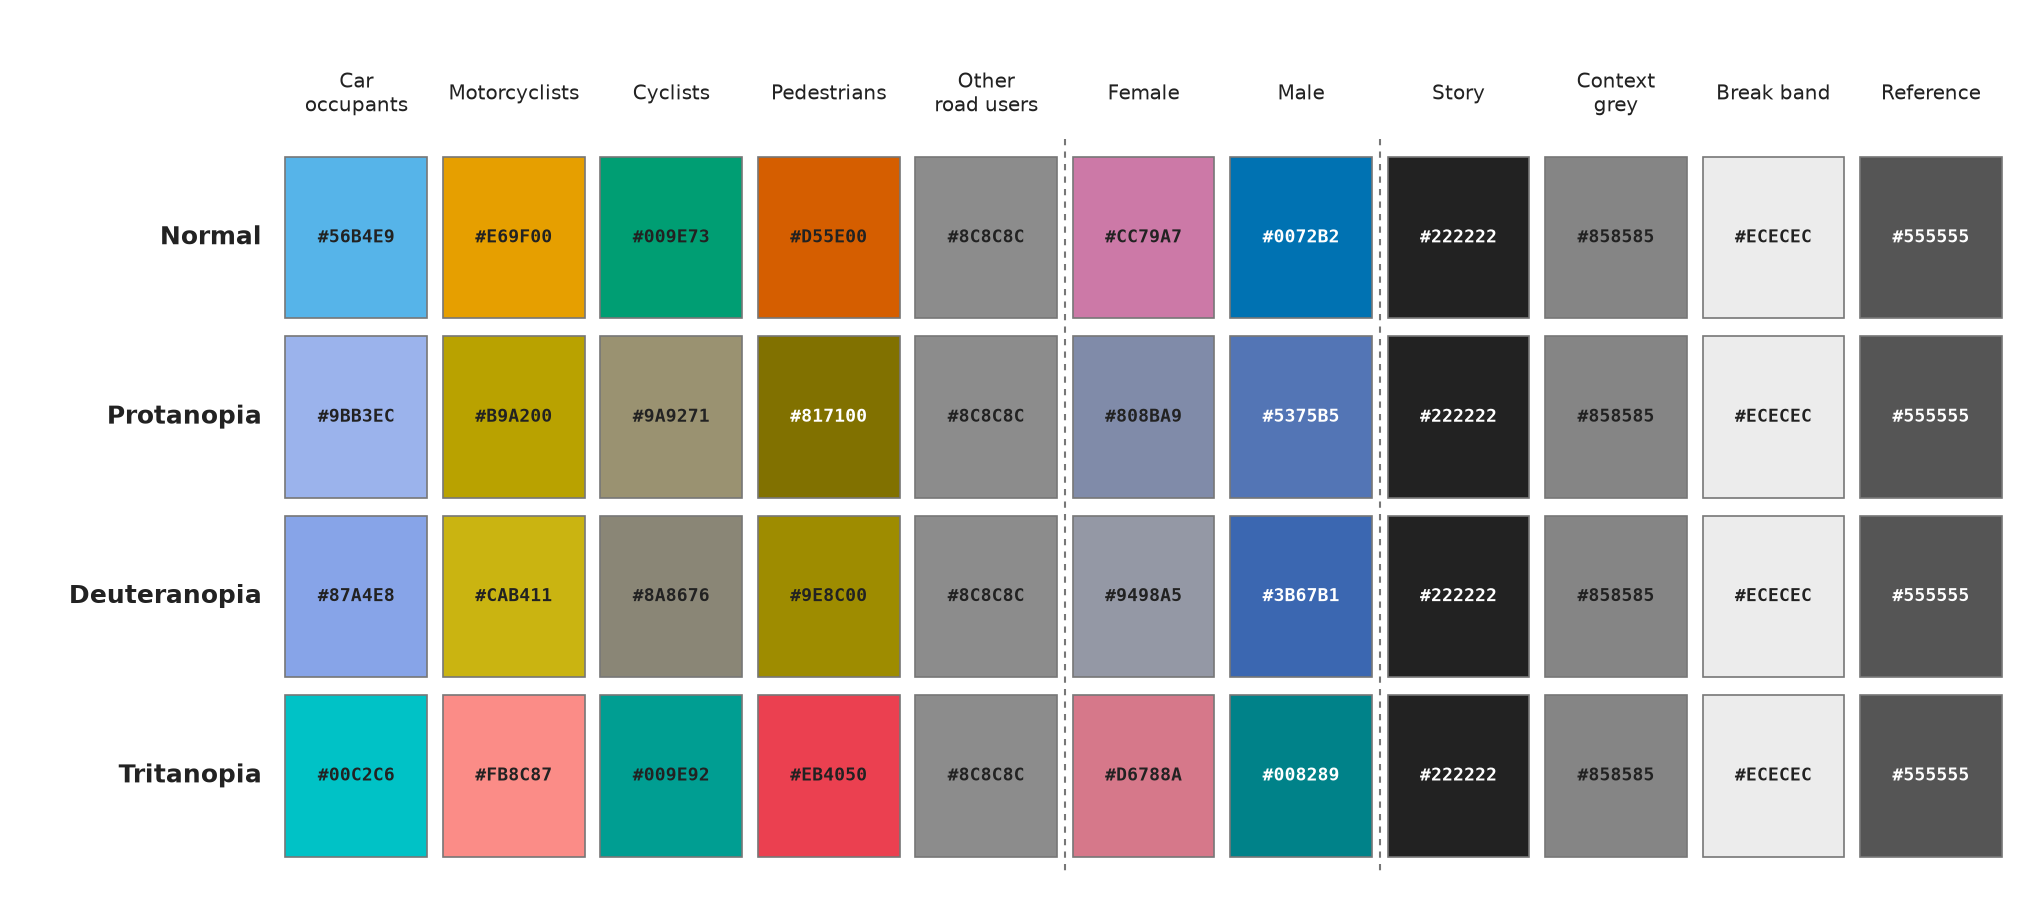 Car
occupants
Motorcyclists
Cyclists
Pedestrians
Other
road users
Female
Male
Story
Context
grey
Break band
Reference
Normal
#56B4E9
#E69F00
#009E73
#D55E00
#8C8C8C
#CC79A7
#0072B2
#222222
#858585
#ECECEC
#555555
Protanopia
#9BB3EC
#B9A200
#9A9271
#817100
#8C8C8C
#808BA9
#5375B5
#222222
#858585
#ECECEC
#555555
Deuteranopia
#87A4E8
#CAB411
#8A8676
#9E8C00
#8C8C8C
#9498A5
#3B67B1
#222222
#858585
#ECECEC
#555555
Tritanopia
#00C2C6
#FB8C87
#009E92
#EB4050
#8C8C8C
#D6788A
#008289
#222222
#858585
#ECECEC
#555555